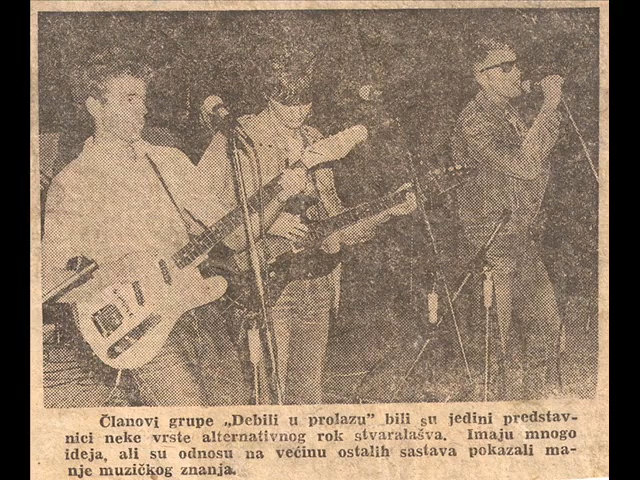 Članovi grupe „Debili u prolazu” bili su jedini predstav-
nici neke vrste alternativnog rok stvaralašva. Imaju mnogo
ideja, ali su odnosu na većinu ostalih sastava pokazali ma-
nje muzičkog znanja.